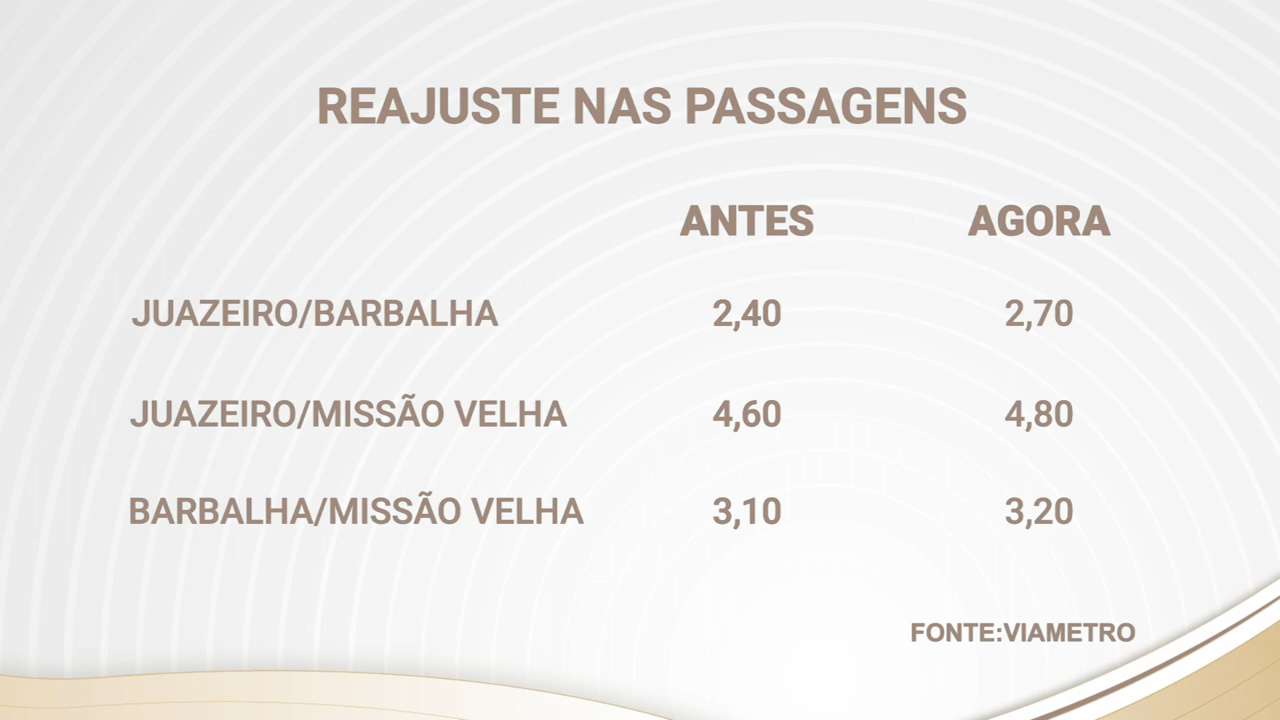 REAJUSTE NAS PASSAGENS
ANTES AGORA
JUAZEIRO/BARBALHA 2,40 2,70
JUAZEIRO/MISSÃO VELHA 4,60 4,80
BARBALHA/MISSÃO VELHA 3,10 3,20
FONTE:VIAMETRO